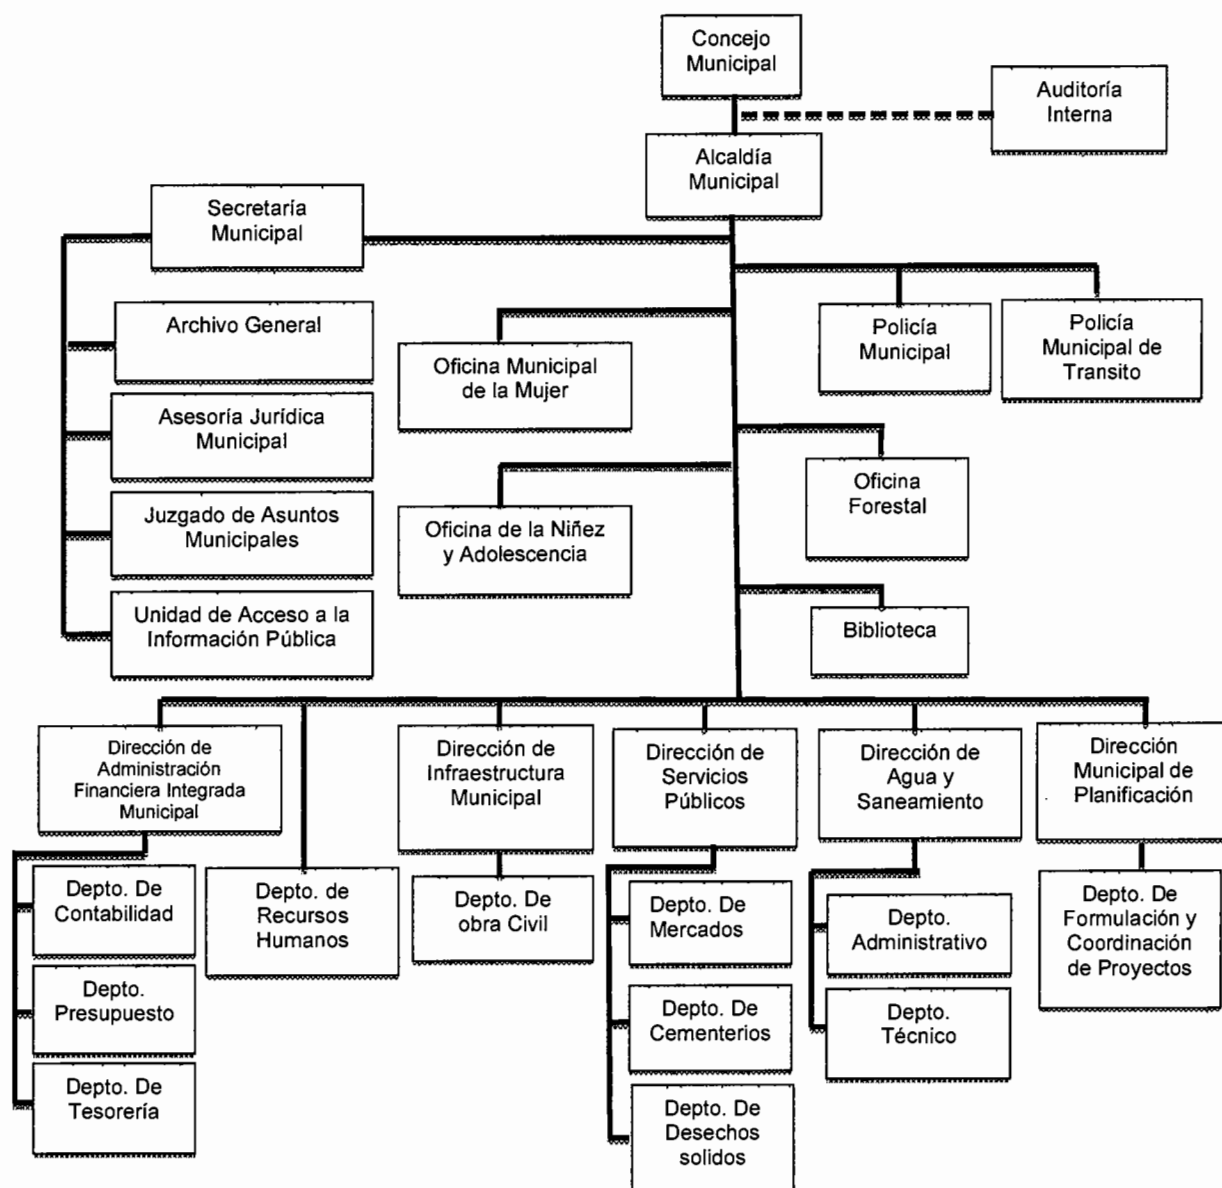 Concejo
Municipal
Auditoría
Interna
Alcaldía
Municipal
Secretaría
Municipal
Archivo General
Asesoría Jurídica
Municipal
Juzgado de Asuntos
Municipales
Unidad de Acceso a la
Información Pública
Oficina Municipal
de la Mujer
Oficina de la Niñez
y Adolescencia
Policía
Municipal
Policía
Municipal de
Transito
Oficina
Forestal
Biblioteca
Dirección de
Administración
Financiera Integrada
Municipal
Depto. De
Contabilidad
Depto.
Presupuesto
Depto. De
Tesorería
Depto. de
Recursos
Humanos
Dirección de
Infraestructura
Municipal
Depto. De
obra Civil
Dirección de
Servicios
Públicos
Depto. De
Mercados
Depto. De
Cementerios
Depto. De
Desechos
solidos
Dirección de
Agua y
Saneamiento
Depto.
Administrativo
Depto.
Técnico
Dirección
Municipal de
Planificación
Depto. De
Formulación y
Coordinación
de Proyectos